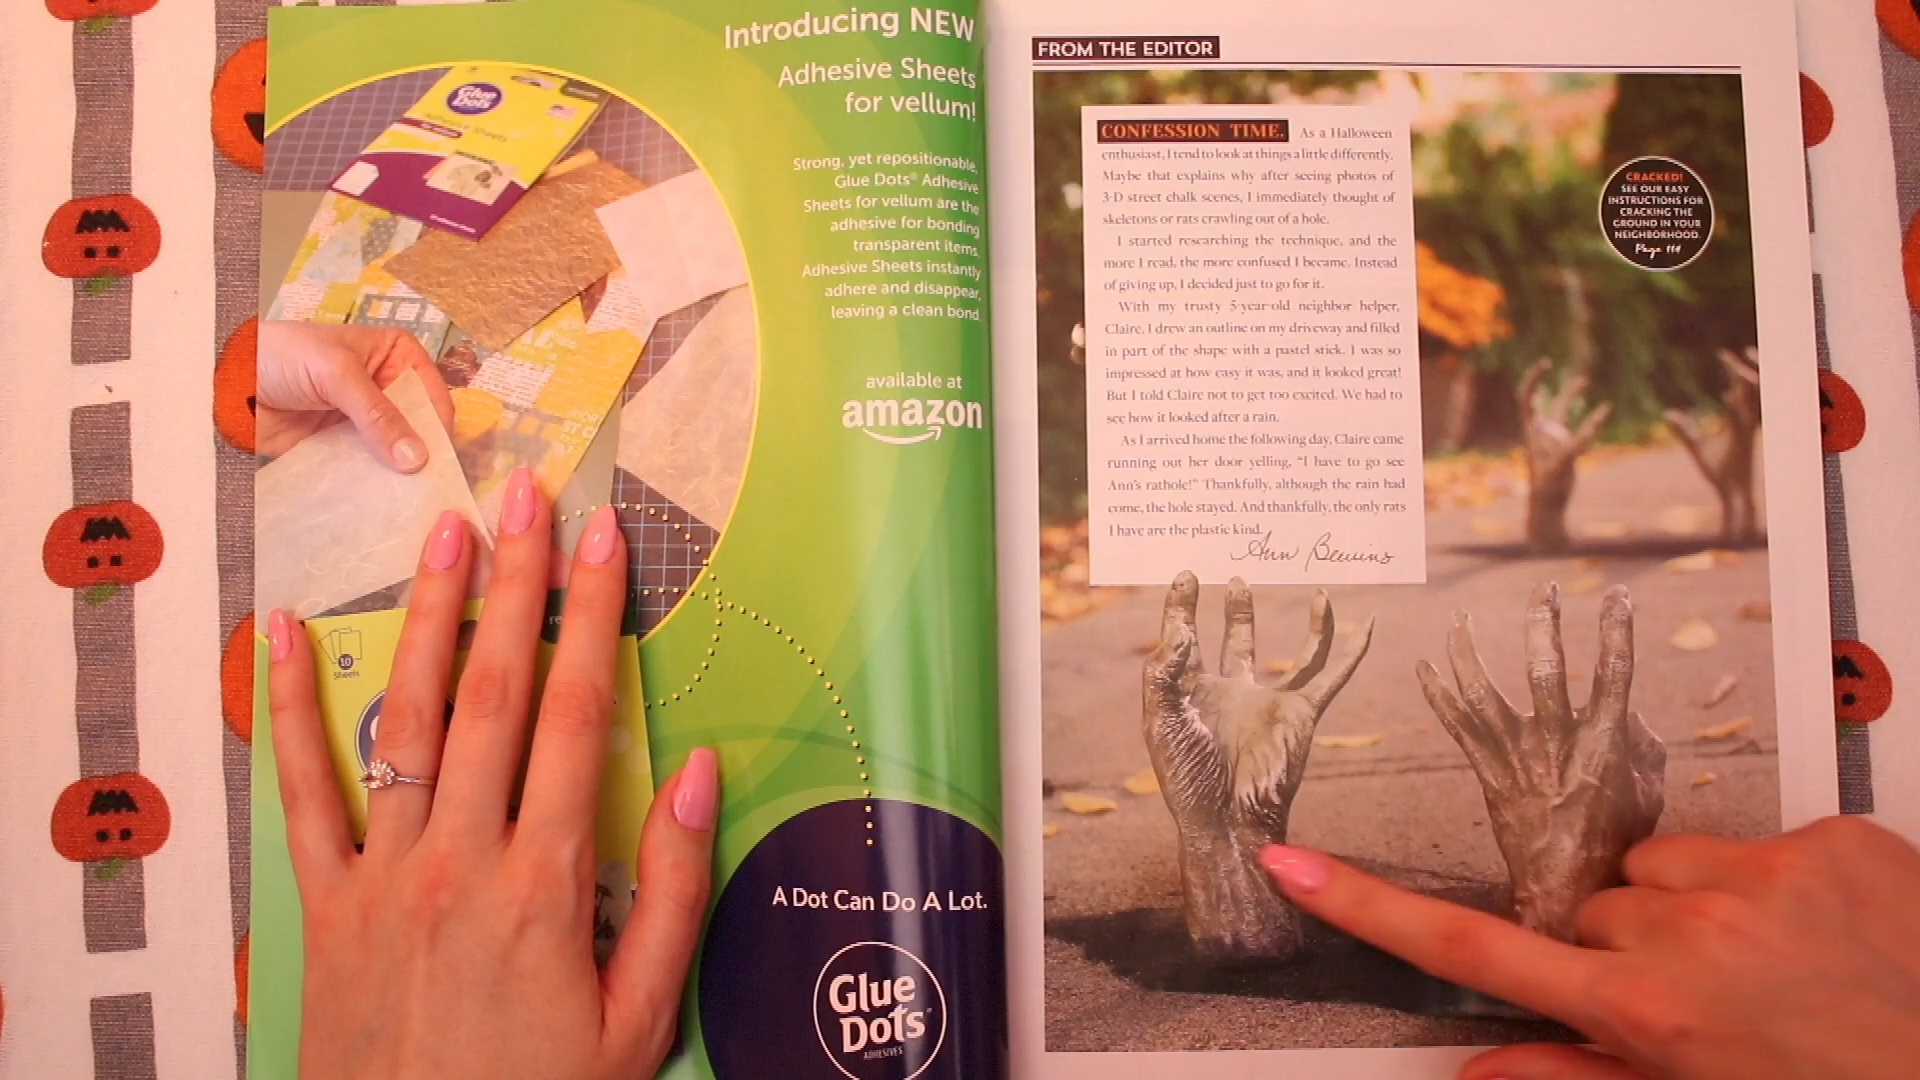 Introducing NEW
Adhesive Sheets
for vellum!
Strong, yet repositionable,
Glue Dots® Adhesive
Sheets for vellum are the
adhesive for bonding
transparent items.
Adhesive Sheets instantly
adhere and disappear,
leaving a clean bond.
available at
amazon
Glue
Dots
Adhesive Sheets
10
Sheets
A Dot Can Do A Lot.
Glue
Dots
ADHESIVES
FROM THE EDITOR
CONFESSION TIME. As a Halloween
enthusiast, I tend to look at things a little differently.
Maybe that explains why after seeing photos of
3-D street chalk scenes, I immediately thought of
skeletons or rats crawling out of a hole.
I started researching the technique, and the
more I read, the more confused I became. Instead
of giving up, I decided just to go for it.
With my trusty 5-year-old neighbor helper,
Claire, I drew an outline on my driveway and filled
in part of the shape with a pastel stick. I was so
impressed at how easy it was, and it looked great!
But I told Claire not to get too excited. We had to
see how it looked after a rain.
As I arrived home the following day, Claire came
running out her door yelling, "I have to go see
Ann's rathole!" Thankfully, although the rain had
come, the hole stayed. And thankfully, the only rats
I have are the plastic kind.
Ann Bevins
CRACKED!
SEE OUR EASY
INSTRUCTIONS FOR
CRACKING THE
GROUND IN YOUR
NEIGHBORHOOD.
Page 114